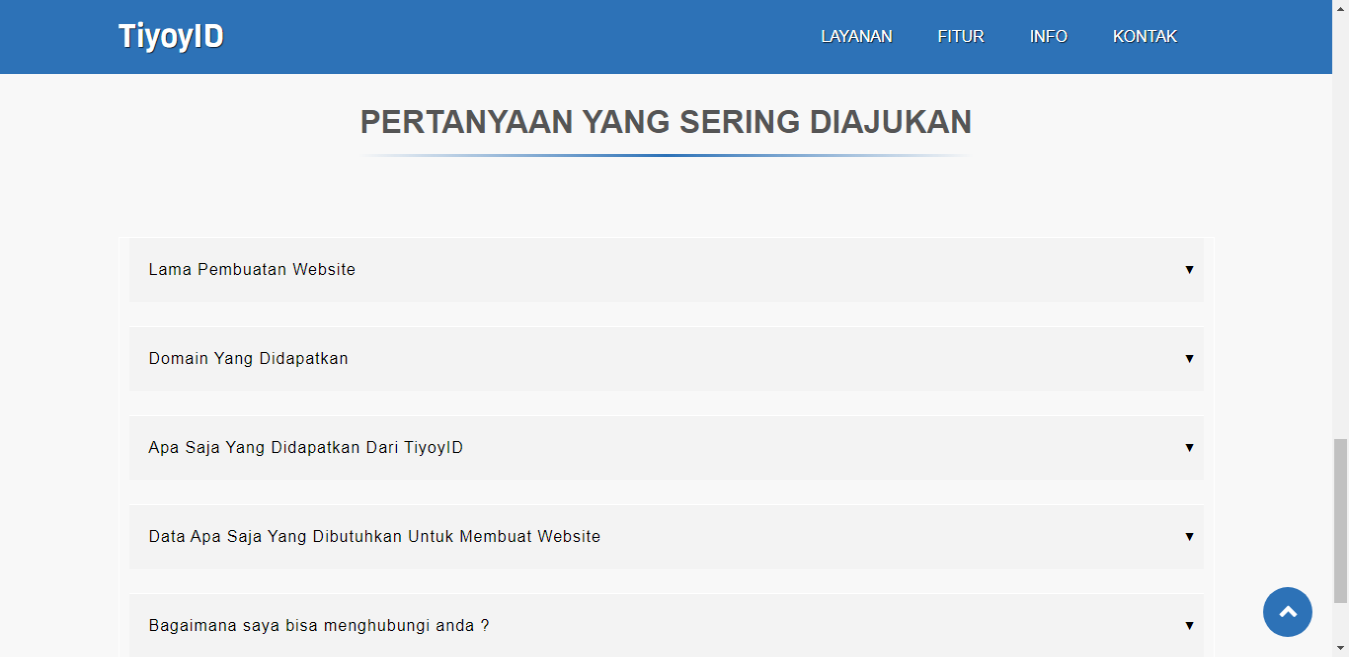 TiyoyID
LAYANAN FITUR INFO KONTAK
PERTANYAAN YANG SERING DIAJUKAN
Lama Pembuatan Website
Domain Yang Didapatkan
Apa Saja Yang Didapatkan Dari TiyoyID
Data Apa Saja Yang Dibutuhkan Untuk Membuat Website
Bagaimana saya bisa menghubungi anda ?